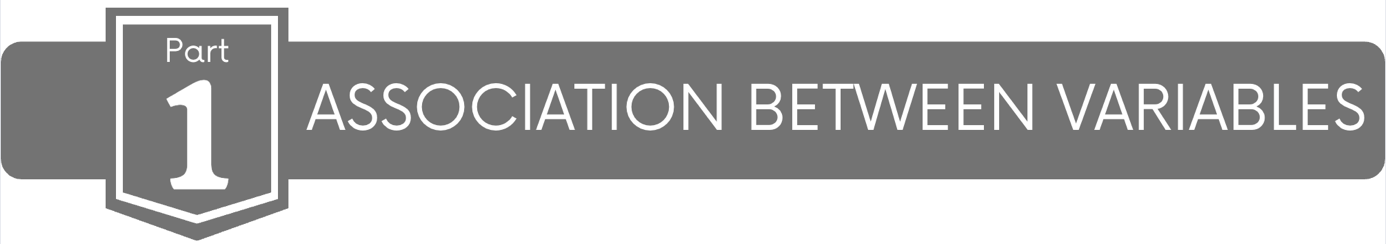 Part
1
ASSOCIATION BETWEEN VARIABLES